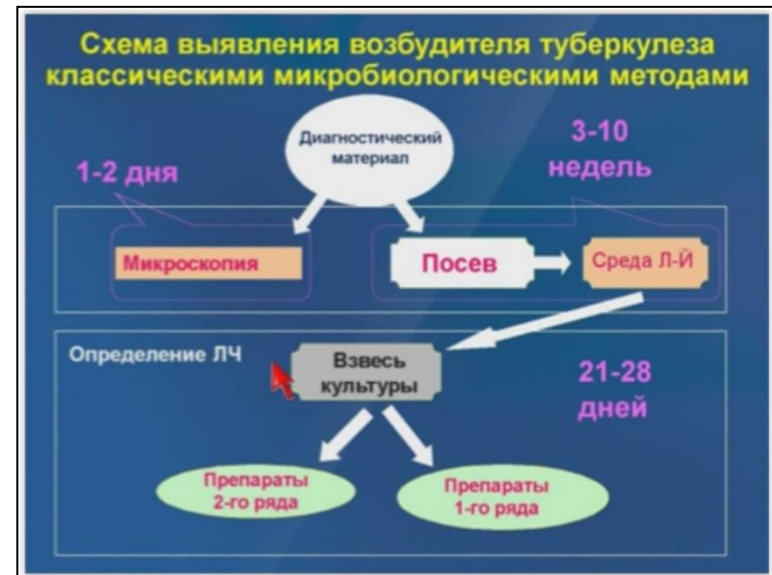 Схема выявления возбудителя туберкулеза
классическими микробиологическими методами
Диагностический
материал
1-2 дня
3-10
недель
Микроскопия
Посев
Среда Л-Й
Определение ЛЧ
Взвесь
культуры
21-28
дней
Препараты
2-го ряда
Препараты
1-го ряда